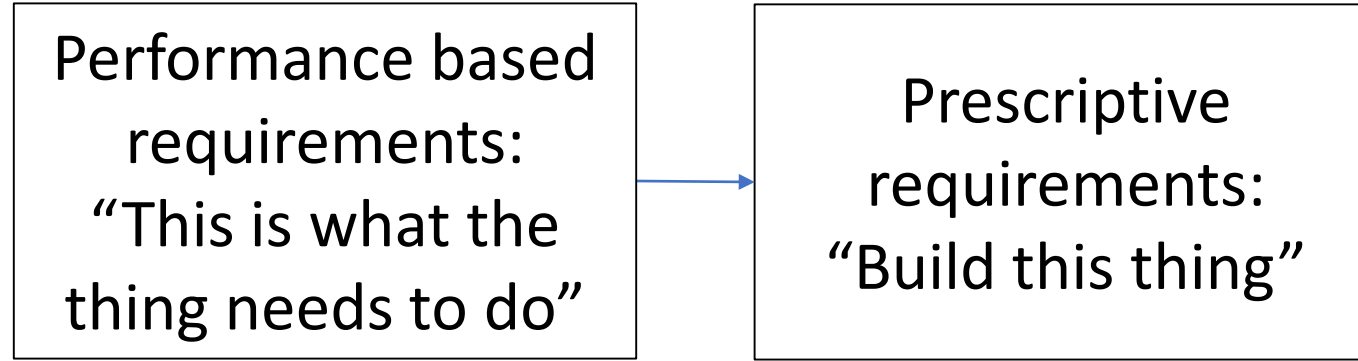 Performance based
requirements:
“This is what the
thing needs to do”
Prescriptive
requirements:
“Build this thing”